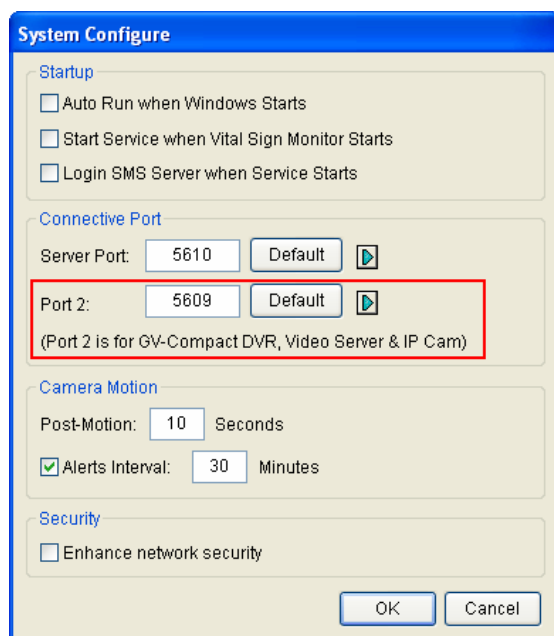 System Configure
Startup
Auto Run when Windows Starts
Start Service when Vital Sign Monitor Starts
Login SMS Server when Service Starts
Connective Port
Server Port: 5610 Default
Port 2: 5609 Default
(Port 2 is for GV-Compact DVR, Video Server & IP Cam)
Camera Motion
Post-Motion: 10 Seconds
Alerts Interval: 30 Minutes
Security
Enhance network security
OK Cancel